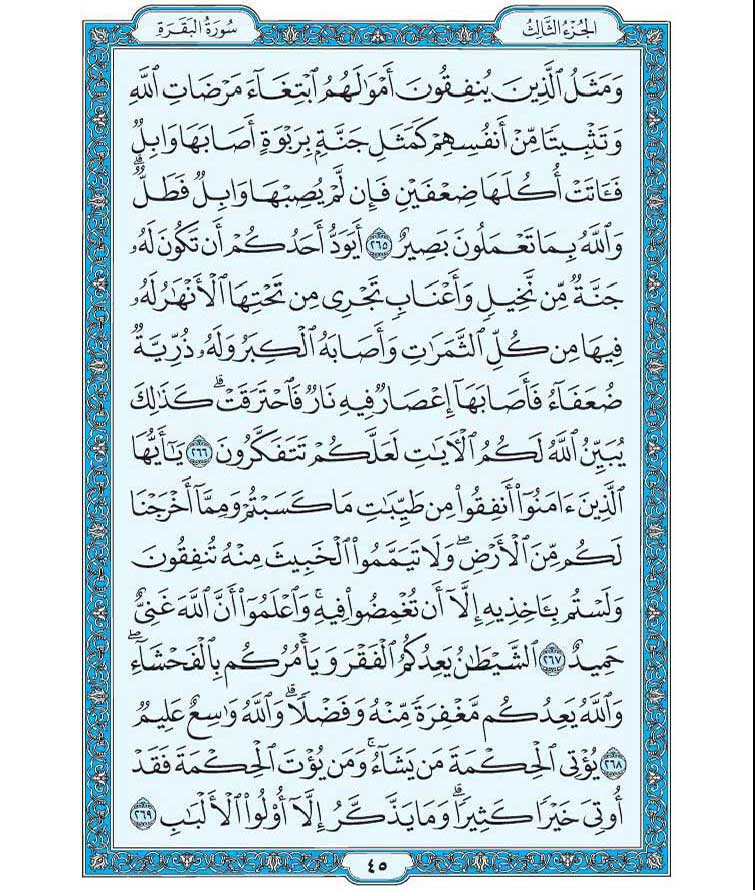 الجزء الثالث
سورة البقرة
وَمَثَلُ ٱلَّذِينَ يُنفِقُونَ أَمْوَٰلَهُمُ ٱبْتِغَآءَ مَرْضَاتِ ٱللَّهِ
وَتَثْبِيتًا مِّنْ أَنفُسِهِمْ كَمَثَلِ جَنَّةٍۭ بِرَبْوَةٍ أَصَابَهَا وَابِلٌ
فَـَٔاتَتْ أُكُلَهَا ضِعْفَيْنِ فَإِن لَّمْ يُصِبْهَا وَابِلٌ فَطَلٌّ ۗ
وَٱللَّهُ بِمَا تَعْمَلُونَ بَصِيرٌ ٢٦٥ أَيَوَدُّ أَحَدُكُمْ أَن تَكُونَ لَهُۥ
جَنَّةٌ مِّن نَّخِيلٍ وَأَعْنَابٍ تَجْرِى مِن تَحْتِهَا ٱلْأَنْهَٰرُ لَهُۥ
فِيهَا مِن كُلِّ ٱلثَّمَرَٰتِ وَأَصَابَهُ ٱلْكِبَرُ وَلَهُۥ ذُرِّيَّةٌ
ضُعَفَآءُ فَأَصَابَهَآ إِعْصَارٌ فِيهِ نَارٌ فَٱحْتَرَقَتْ ۗ كَذَٰلِكَ
يُبَيِّنُ ٱللَّهُ لَكُمُ ٱلْـَٔايَٰتِ لَعَلَّكُمْ تَتَفَكَّرُونَ ٢٦٦ يَٰٓأَيُّهَا
ٱلَّذِينَ ءَامَنُوٓا۟ أَنفِقُوا۟ مِن طَيِّبَٰتِ مَا كَسَبْتُمْ وَمِمَّآ أَخْرَجْنَا
لَكُم مِّنَ ٱلْأَرْضِ ۖ وَلَا تَيَمَّمُوا۟ ٱلْخَبِيثَ مِنْهُ تُنفِقُونَ
وَلَسْتُم بِـَٔاخِذِيهِ إِلَّآ أَن تُغْمِضُوا۟ فِيهِ ۚ وَٱعْلَمُوٓا۟ أَنَّ ٱللَّهَ غَنِىٌّ
حَمِيدٌ ٢٦٧ ٱلشَّيْطَٰنُ يَعِدُكُمُ ٱلْفَقْرَ وَيَأْمُرُكُم بِٱلْفَحْشَآءِ ۖ
وَٱللَّهُ يَعِدُكُم مَّغْفِرَةً مِّنْهُ وَفَضْلًا ۗ وَٱللَّهُ وَٰسِعٌ عَلِيمٌ
٢٦٨ يُؤْتِى ٱلْحِكْمَةَ مَن يَشَآءُ ۚ وَمَن يُؤْتَ ٱلْحِكْمَةَ فَقَدْ
أُوتِىَ خَيْرًا كَثِيرًا ۗ وَمَا يَذَّكَّرُ إِلَّآ أُو۟لُوا۟ ٱلْأَلْبَٰبِ ٢٦٩
٤٥